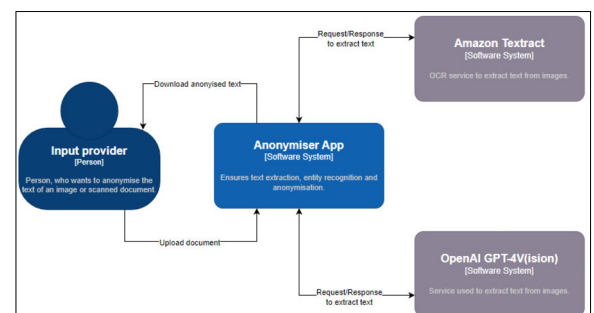 Request/Response
to extract text
Amazon Textract
[Software System]
OCR service to extract text from images.
Download anonyised text
Input provider
[Person]
Person, who wants to anonymise the
text of an image or scanned document.
Anonymiser App
[Software System]
Ensures text extraction, entity recognition and
anonymisation.
Upload document
OpenAI GPT-4V(ision)
[Software System]
Service used to extract text from images.
Request/Response
to extract text